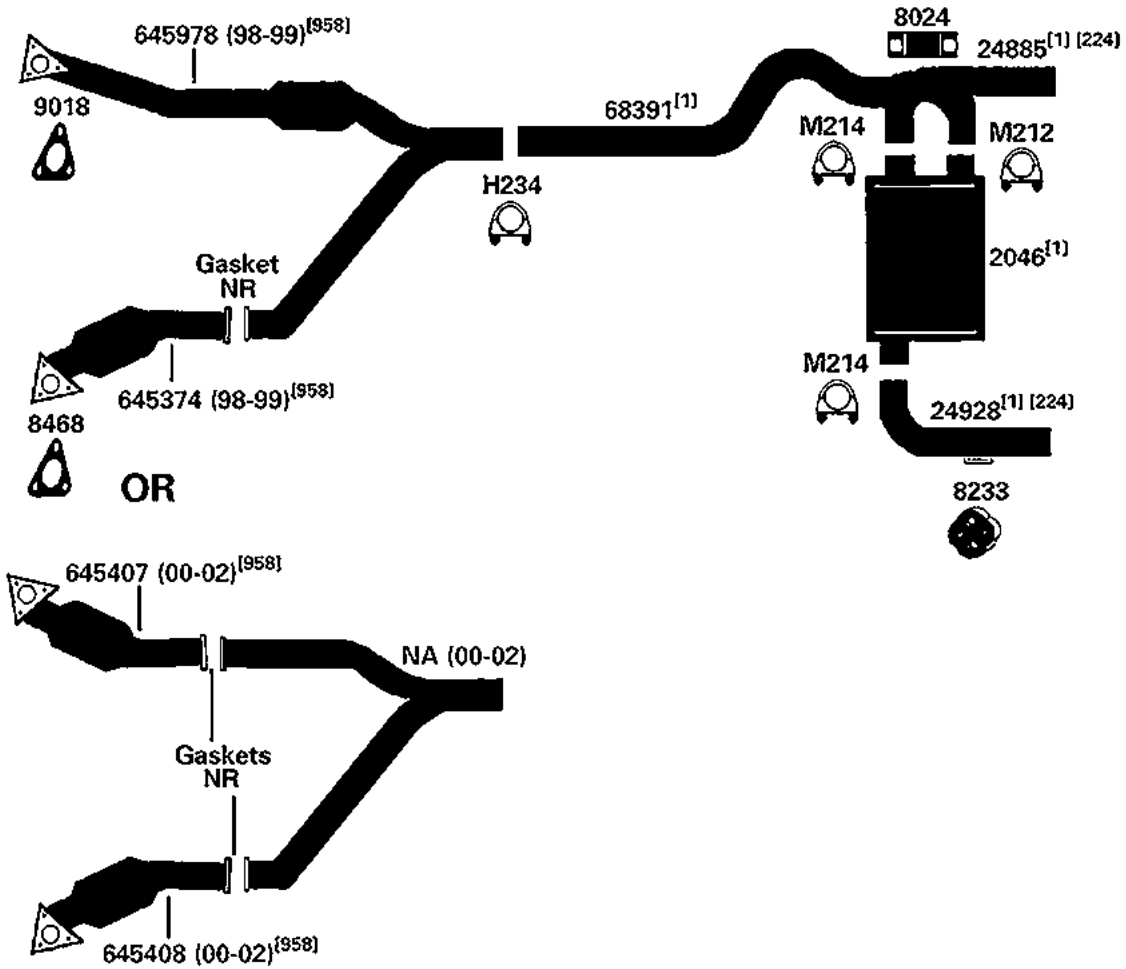 8024
645978 (98-99)[958]
24885[1] [224]
9018
68391[1]
M214
M212
H234
Gasket
NR
2046[1]
M214
645374 (98-99)[958]
24928[1] [224]
8468
OR
8233
645407 (00-02)[958]
NA (00-02)
Gaskets
NR
645408 (00-02)[958]